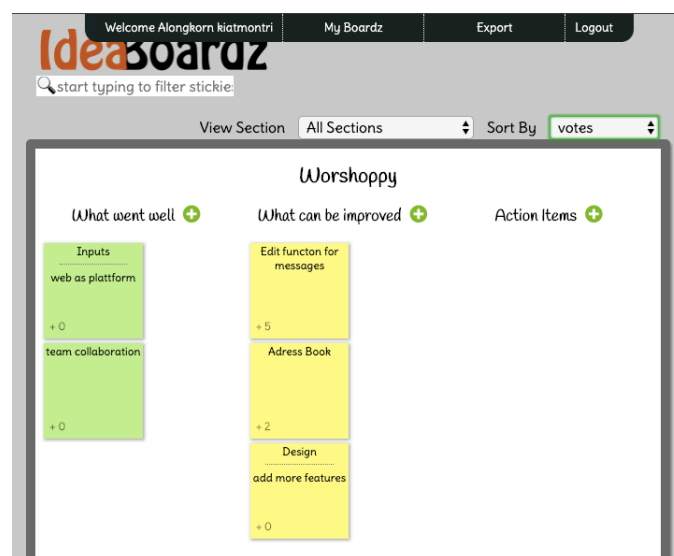 Welcome Alongkorn kiatmontri My Boardz Export Logout
IdeaBoardz
start typing to filter stickie
View Section All Sections Sort By votes
Worshoppy
What went well What can be improved Action Items
Inputs
web as plattform
+ 0
team collaboration
+ 0
Edit functon for
messages
+ 5
Adress Book
+ 2
Design
add more features
+ 0